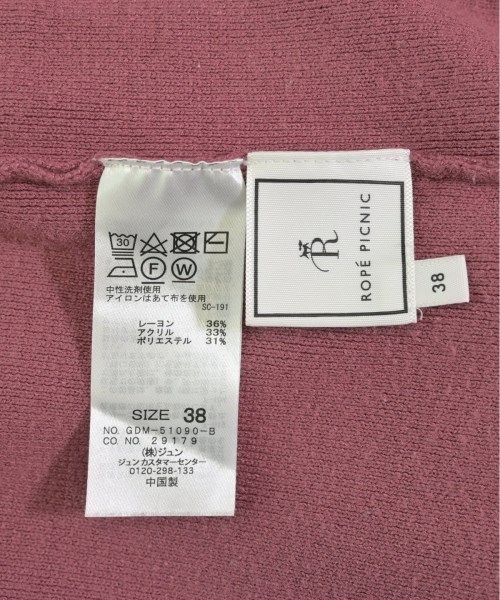 30
F W
中性洗剤使用
アイロンはあて布を使用
SC-191
レーヨン 36%
アクリル 33%
ポリエステル 31%
SIZE 38
NO. GDM-51090-B
CO. NO. 29179
(株)ジュン
ジュンカスタマーセンター
0120-298-133
中国製
R
ROPÉ PICNIC
38